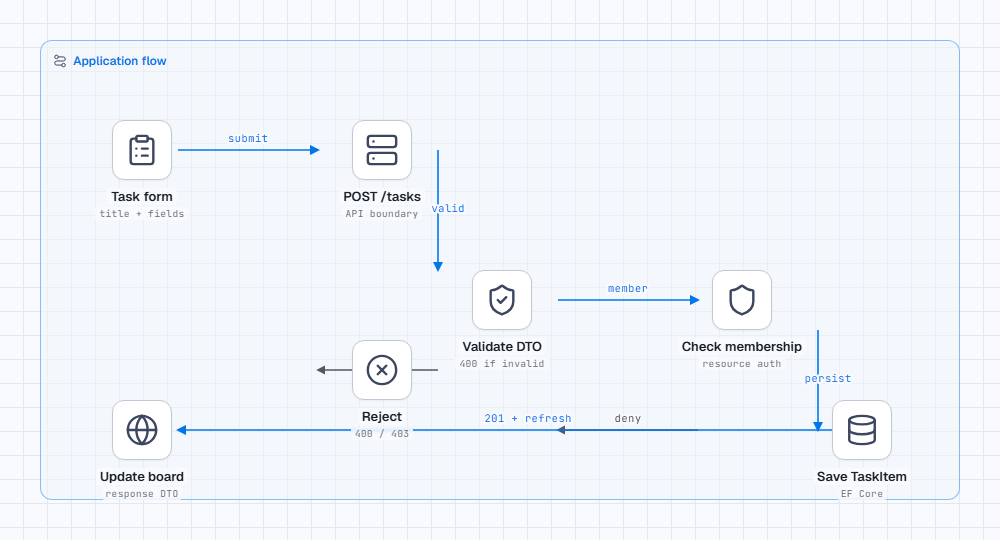 Application flow
submit
Task form
title + fields
POST /tasks
API boundary
valid
member
Validate DTO
400 if invalid
Check membership
resource auth
persist
Reject
400 / 403
201 + refresh
deny
Update board
response DTO
Save TaskItem
EF Core